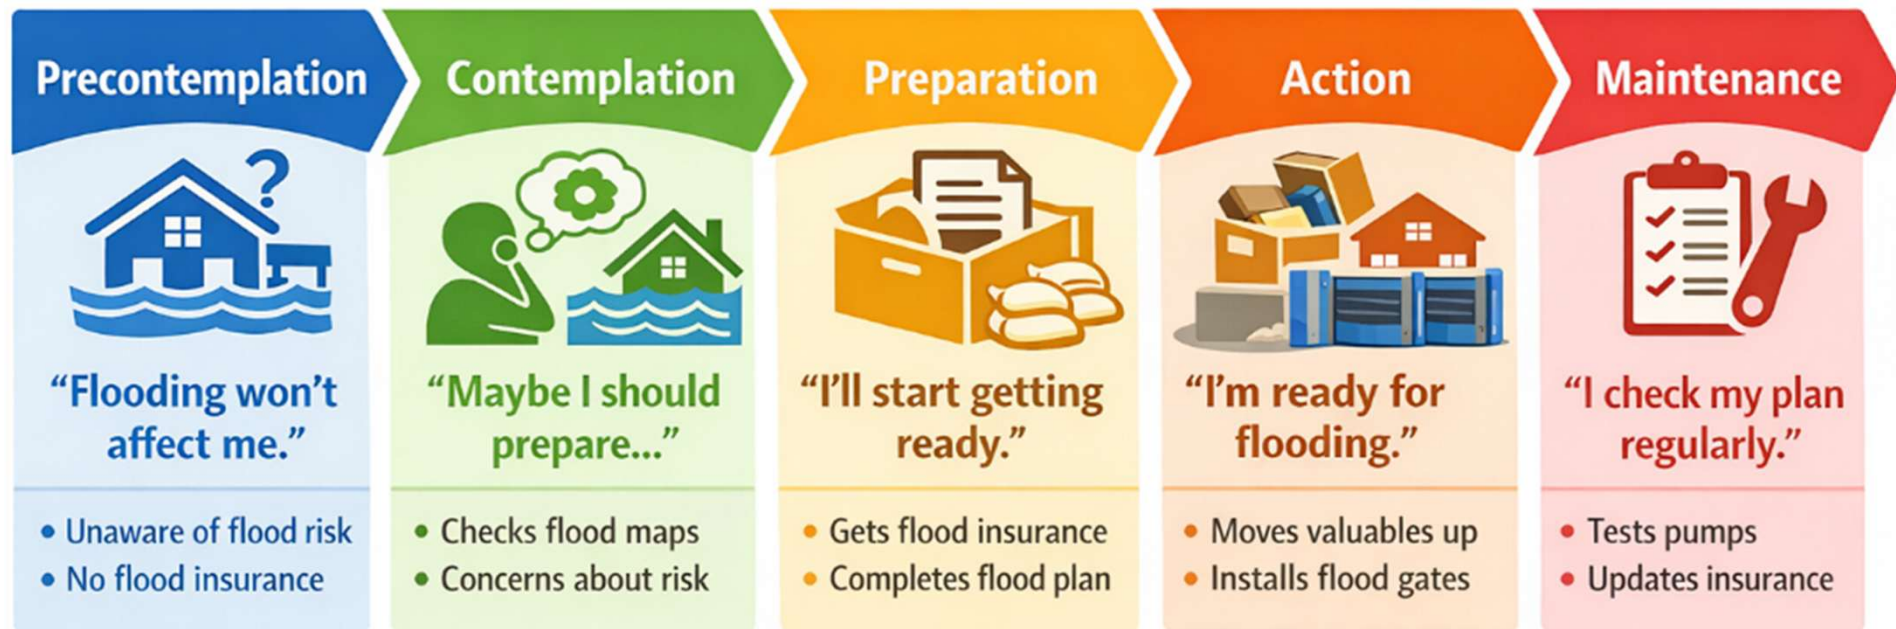 Precontemplation
“Flooding won’t
affect me.”
• Unaware of flood risk
• No flood insurance
Contemplation
“Maybe I should
prepare...”
• Checks flood maps
• Concerns about risk
Preparation
“I’ll start getting
ready.”
• Gets flood insurance
• Completes flood plan
Action
“I’m ready for
flooding.”
• Moves valuables up
• Installs flood gates
Maintenance
“I check my plan
regularly.”
• Tests pumps
• Updates insurance